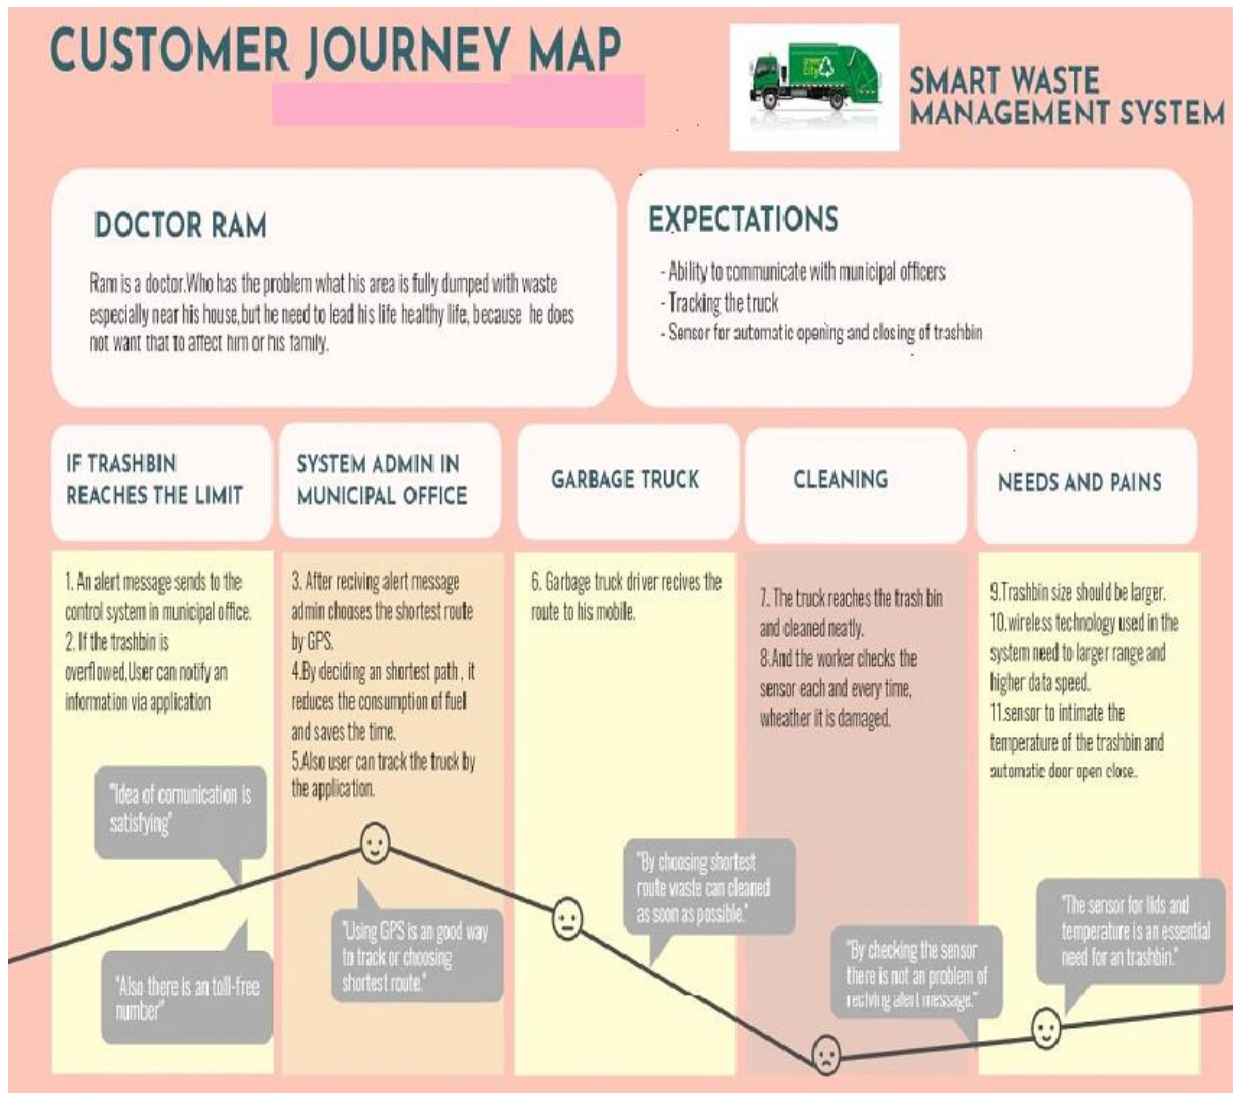 CUSTOMER JOURNEY MAP
green
city
SMART WASTE
MANAGEMENT SYSTEM
DOCTOR RAM
Ram is a doctor.Who has the problem what his area is fully dumped with waste
especially near his house,but he need to lead his life healthy life, because he does
not want that to affect him or his family.
EXPECTATIONS
- Ability to communicate with municipal officers
- Tracking the truck
- Sensor for automatic opening and closing of trashbin
IF TRASHBIN
REACHES THE LIMIT
1. An alert message sends to the
control system in municipal office.
2. If the trashbin is
overflowed,User can notify an
information via application
"Idea of comunication is
satisfying"
"Also there is an toll-free
number"
SYSTEM ADMIN IN
MUNICIPAL OFFICE
3. After reciving alert message
admin chooses the shortest route
by GPS.
4.By deciding an shortest path , it
reduces the consumption of fuel
and saves the time.
5.Also user can track the truck by
the application.
"Using GPS is an good way
to track or choosing
shortest route."
GARBAGE TRUCK
6. Garbage truck driver recives the
route to his mobile.
"By choosing shortest
route waste can cleaned
as soon as possible."
CLEANING
7. The truck reaches the trash bin
and cleaned neatly.
8.And the worker checks the
sensor each and every time,
wheather it is damaged.
"By checking the sensor
there is not an problem of
reciving alert message."
NEEDS AND PAINS
9.Trashbin size should be larger.
10.wireless technology used in the
system need to larger range and
higher data speed..
11.sensor to intimate the
temperature of the trashbin and
automatic door open close..
"The sensor for lids and
temperature is an essential
need for an trashbin."